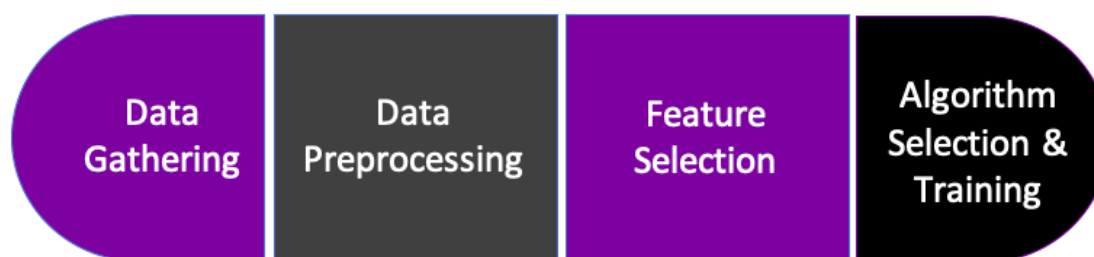 Data
Gathering
Data
Preprocessing
Feature
Selection
Algorithm
Selection &
Training